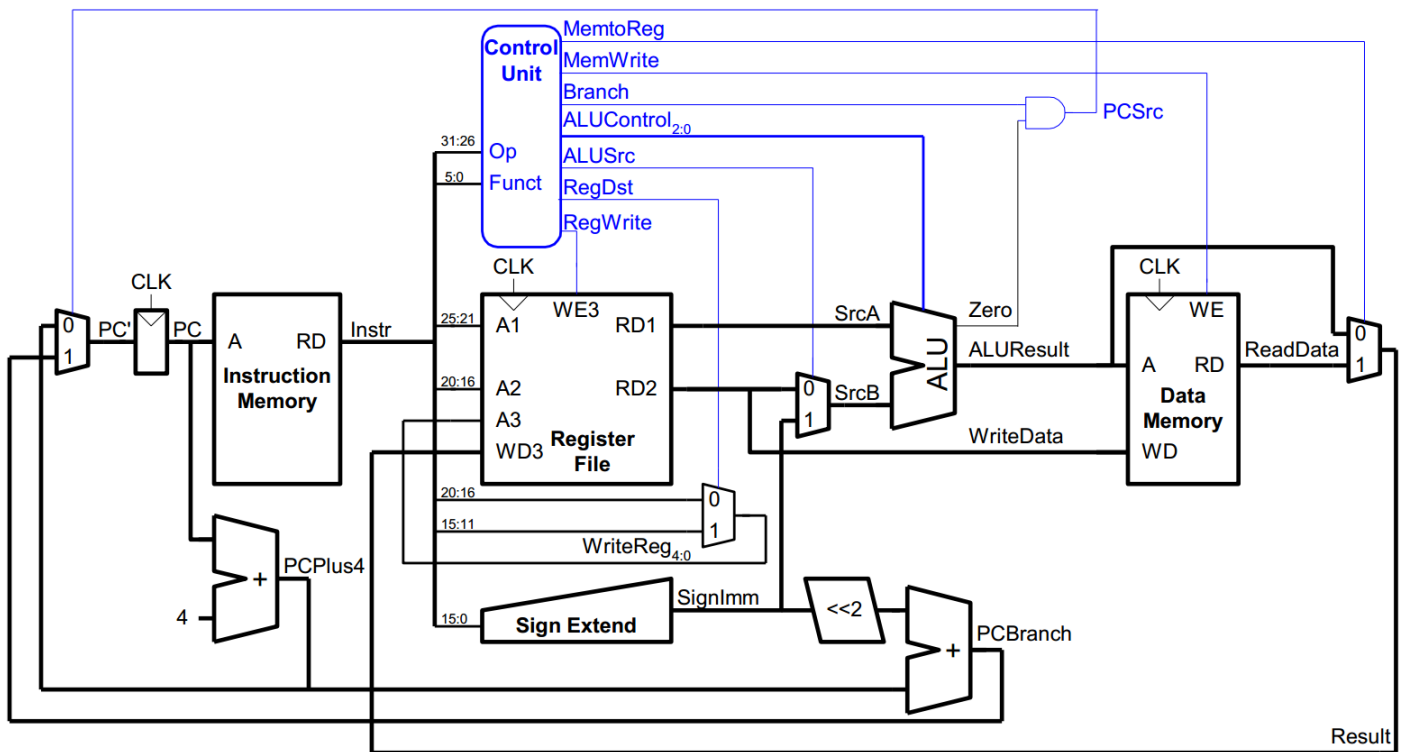 MemtoReg
Control
Unit
MemWrite
Branch
PCSrc
ALUControl2:0
31:26
Op
ALUSrc
5:0
Funct
RegDst
RegWrite
CLK
CLK
CLK
0
1
PC'
PC
A
RD
Instruction
Memory
Instr
25:21
A1
WE3
RD1
SrcA
Zero
WE
0
1
ALU
ALUResult
A
RD
ReadData
20:16
A2
RD2
0
1
SrcB
Data
Memory
A3
WD3
Register
File
WriteData
WD
20:16
0
15:11
1
WriteReg4:0
PCPlus4
+
4
SignImm
15:0
Sign Extend
<<2
+
PCBranch
Result